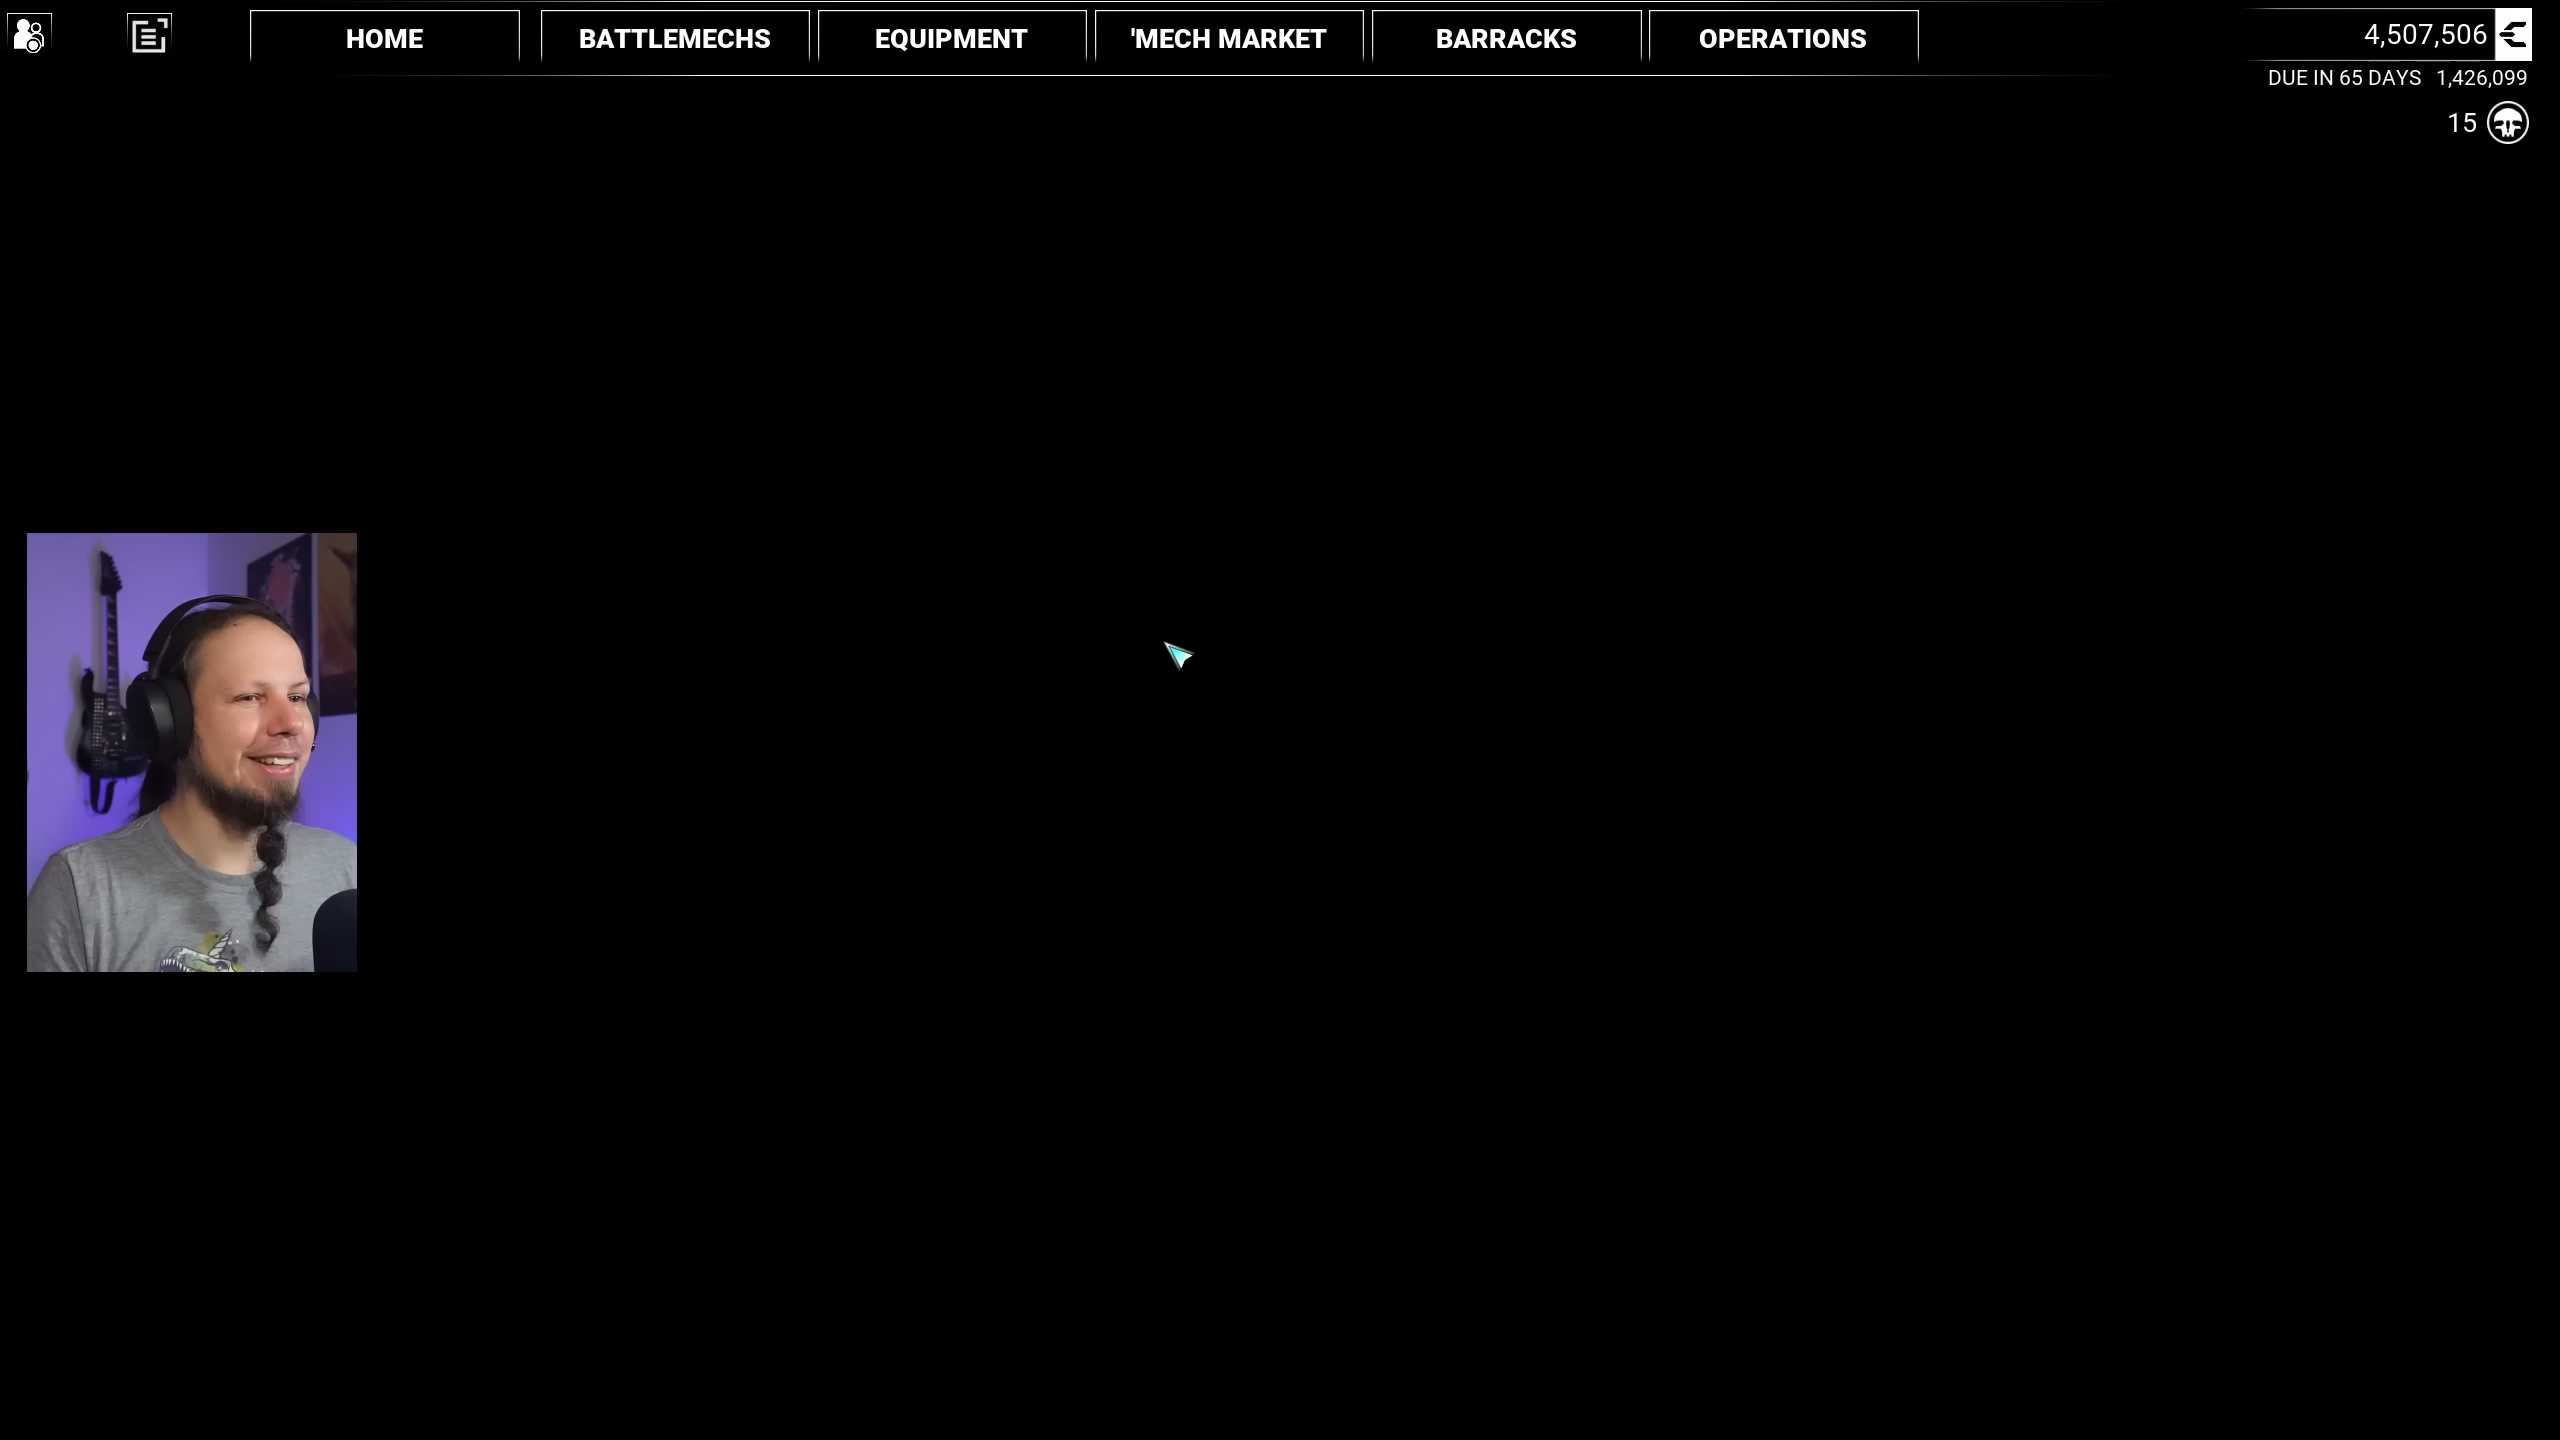 HOME
BATTLEMECHS
EQUIPMENT
'MECH MARKET
BARRACKS
OPERATIONS
4,507,506
DUE IN 65 DAYS 1,426,099
15